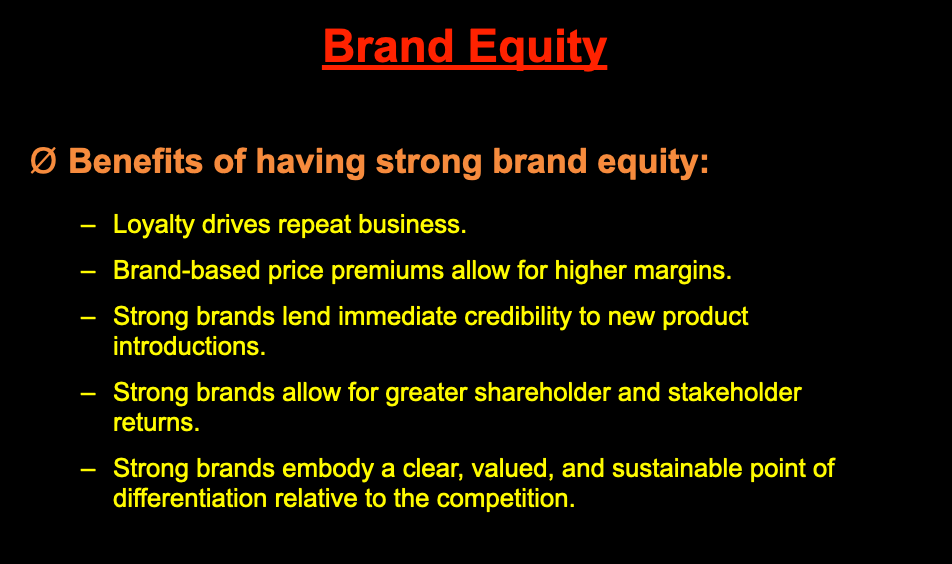 Brand Equity
Ø Benefits of having strong brand equity:
– Loyalty drives repeat business.
– Brand-based price premiums allow for higher margins.
– Strong brands lend immediate credibility to new product
introductions.
– Strong brands allow for greater shareholder and stakeholder
returns.
– Strong brands embody a clear, valued, and sustainable point of
differentiation relative to the competition.